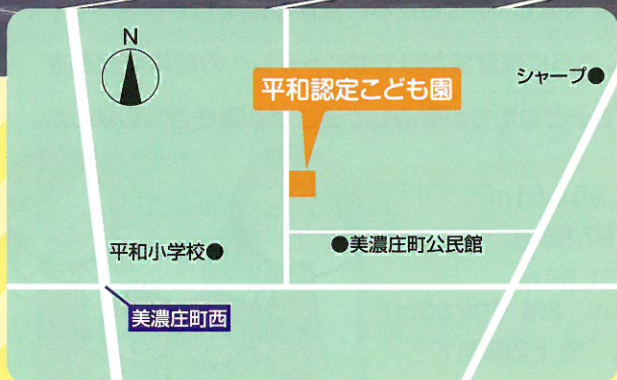 N
シャープ●
平和認定こども園
平和小学校●
●美濃庄町公民館
美濃庄町西